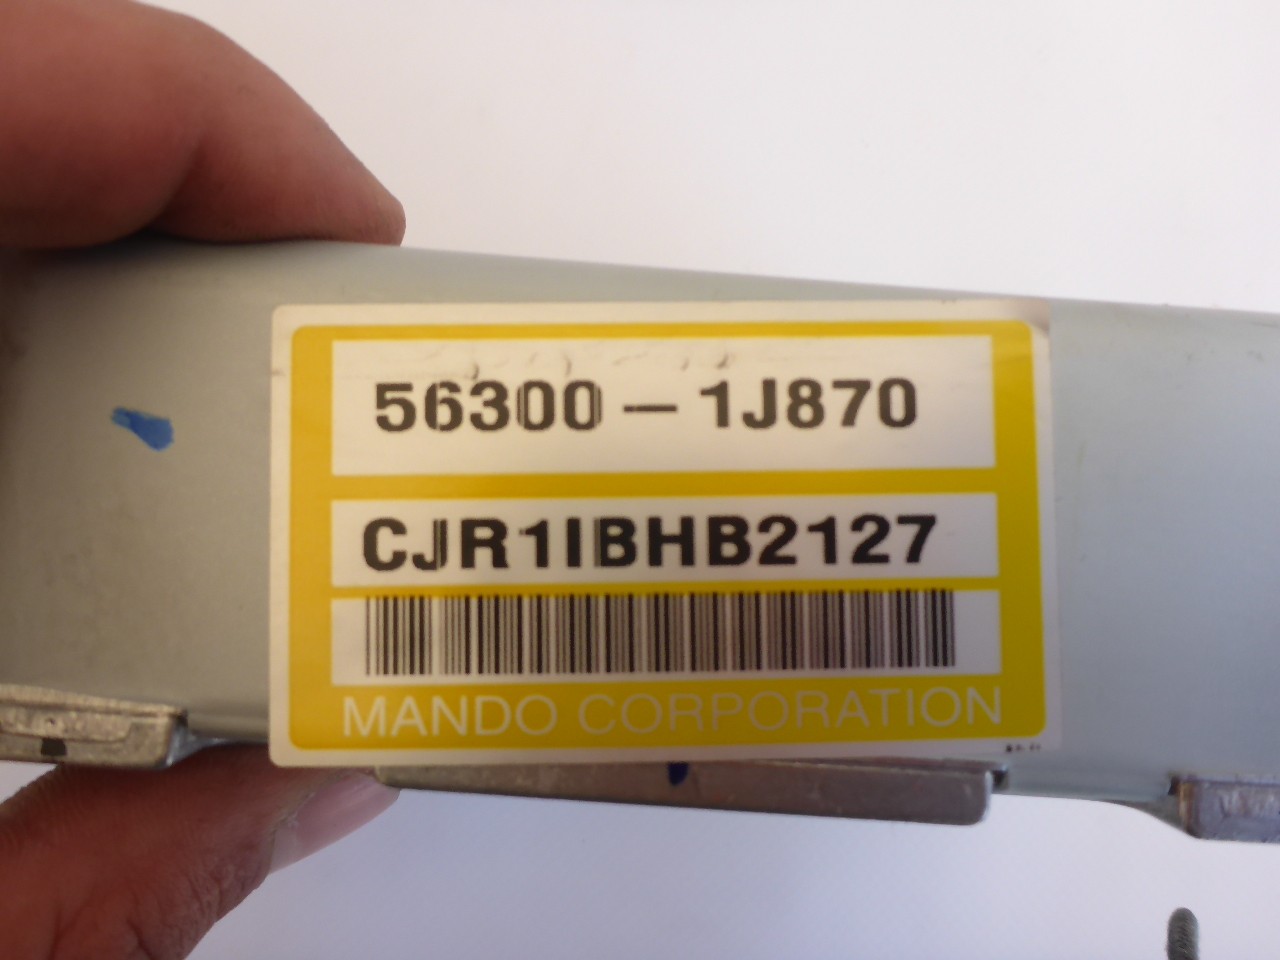 56300-1J870
CJR1IBHB2127
MANDO CORPORATION